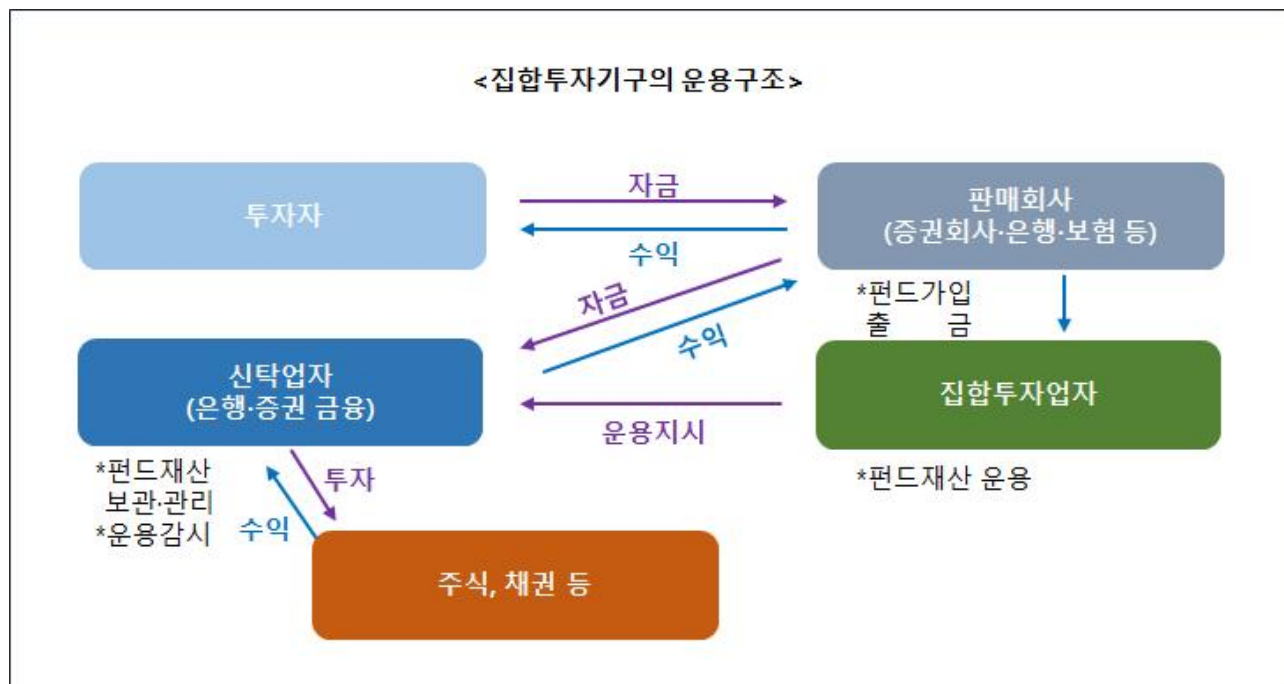 <집합투자기구의 운용구조>
투자자
자금
수익
판매회사
(증권회사·은행·보험 등)
*펀드가입
출 금
자금
수익
신탁업자
(은행·증권 금융)
운용지시
집합투자업자
*펀드재산
보관·관리
*운용감시
투자
수익
*펀드재산 운용
주식, 채권 등